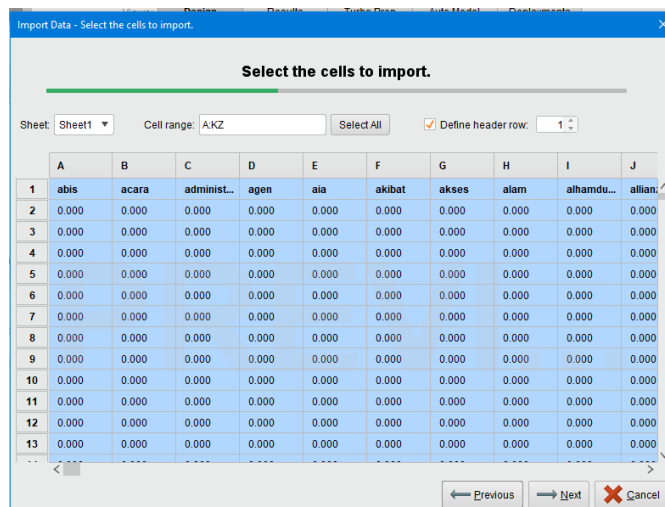 Import Data - Select the cells to import.
Select the cells to import.
Sheet: Sheet1 Cell range: A:KZ Select All Define header row: 1
A B C D E F G H I J
1 abis acara administ... agen aia akibat akses alam alhamdu... allian
2 0.000 0.000 0.000 0.000 0.000 0.000 0.000 0.000 0.000 0.000
3 0.000 0.000 0.000 0.000 0.000 0.000 0.000 0.000 0.000 0.000
4 0.000 0.000 0.000 0.000 0.000 0.000 0.000 0.000 0.000 0.000
5 0.000 0.000 0.000 0.000 0.000 0.000 0.000 0.000 0.000 0.000
6 0.000 0.000 0.000 0.000 0.000 0.000 0.000 0.000 0.000 0.000
7 0.000 0.000 0.000 0.000 0.000 0.000 0.000 0.000 0.000 0.000
8 0.000 0.000 0.000 0.000 0.000 0.000 0.000 0.000 0.000 0.000
9 0.000 0.000 0.000 0.000 0.000 0.000 0.000 0.000 0.000 0.000
10 0.000 0.000 0.000 0.000 0.000 0.000 0.000 0.000 0.000 0.000
11 0.000 0.000 0.000 0.000 0.000 0.000 0.000 0.000 0.000 0.000
12 0.000 0.000 0.000 0.000 0.000 0.000 0.000 0.000 0.000 0.000
13 0.000 0.000 0.000 0.000 0.000 0.000 0.000 0.000 0.000 0.000
Previous Next Cancel